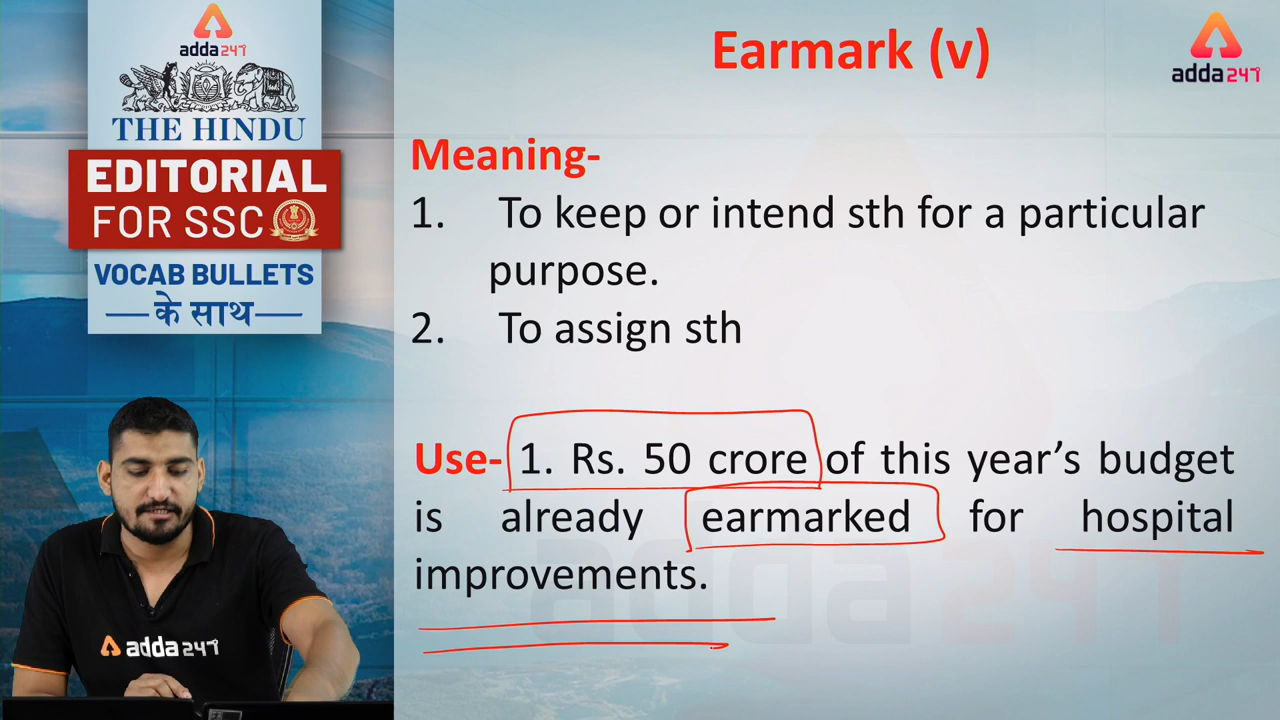 adda247
THE HINDU
EDITORIAL
FOR SSC
VOCAB BULLETS
के साथ
adda247
Earmark (v)
adda247
Meaning-
1. To keep or intend sth for a particular
purpose.
2. To assign sth
Use- 1. Rs. 50 crore of this year’s budget
is already earmarked for hospital
improvements.
adda247